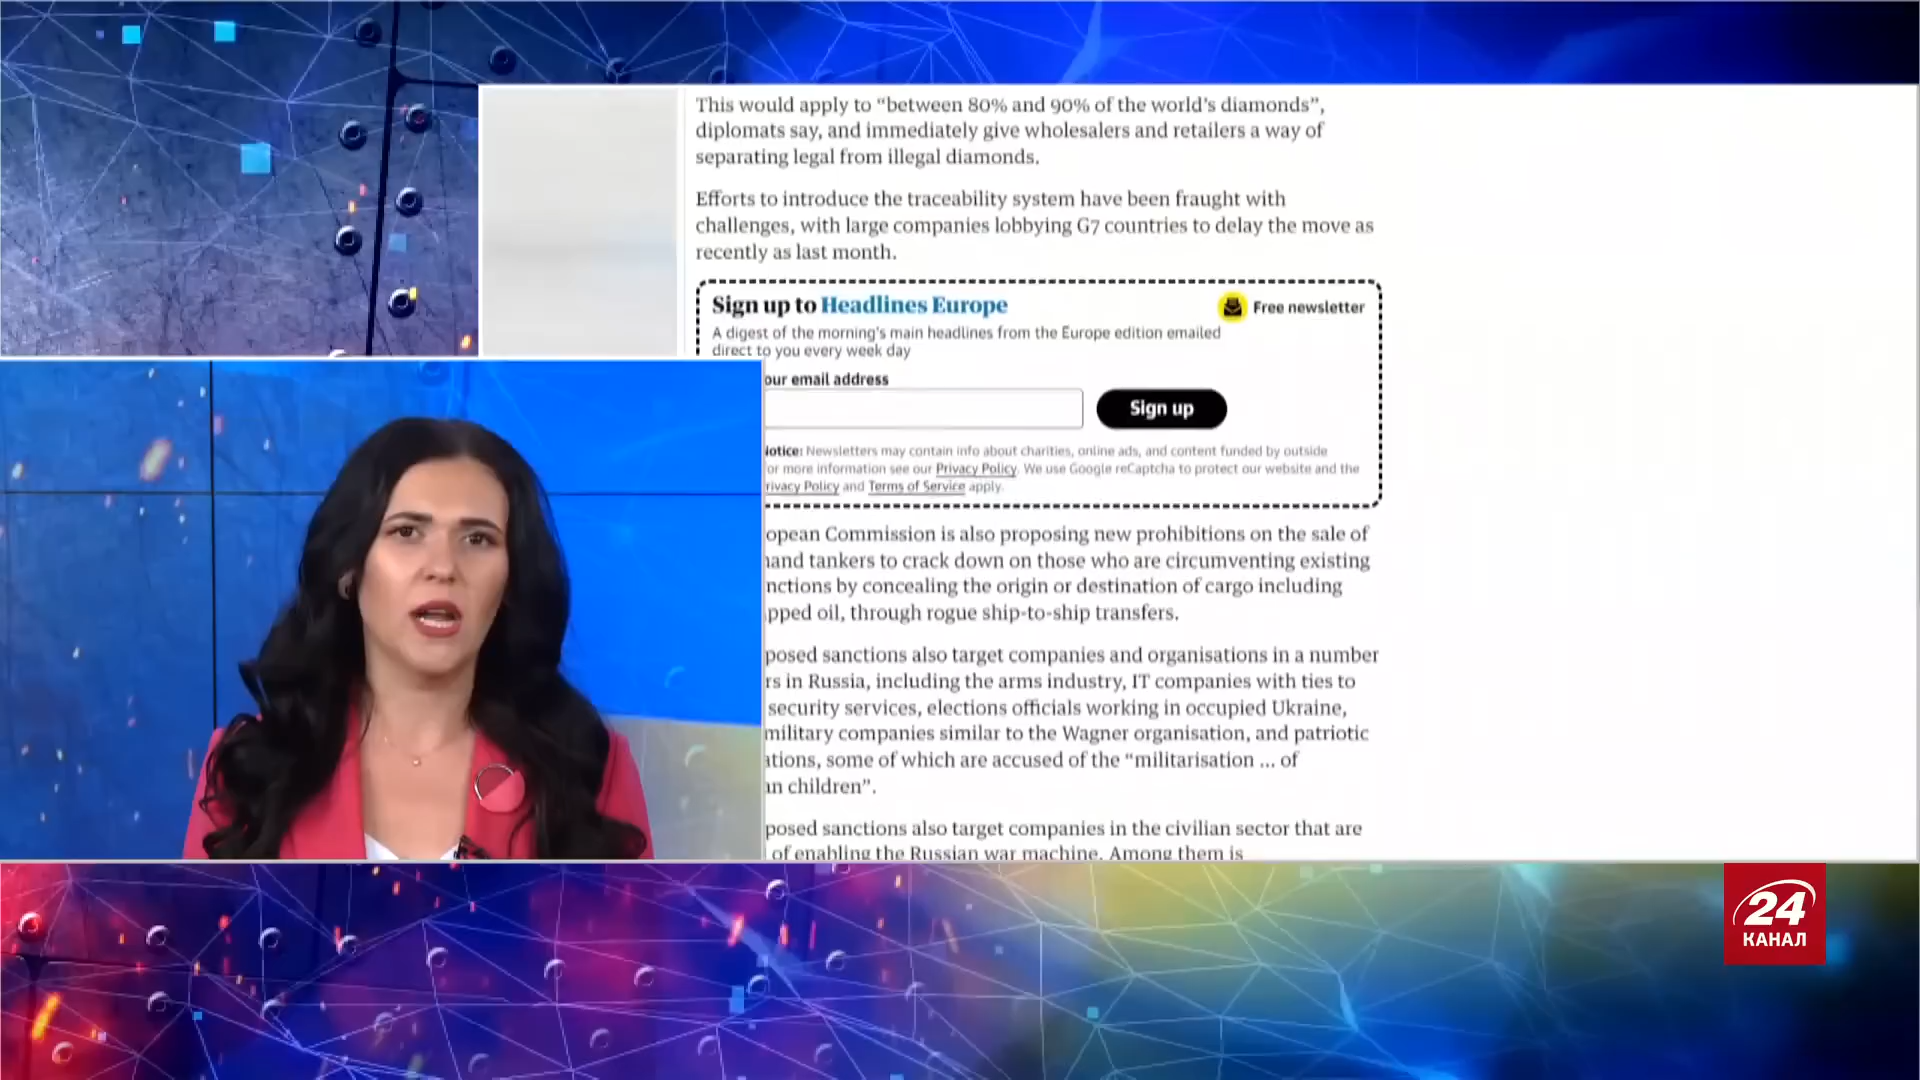 This would apply to “between 80% and 90% of the world’s diamonds”,
diplomats say, and immediately give wholesalers and retailers a way of
separating legal from illegal diamonds.
Efforts to introduce the traceability system have been fraught with
challenges, with large companies lobbying G7 countries to delay the move as
recently as last month.
Sign up to Headlines Europe
Free newsletter
A digest of the morning’s main headlines from the Europe edition emailed
direct to you every week day
our email address
Sign up
otice: Newsletters may contain info about charities, online ads, and content funded by outside
or more information see our Privacy Policy. We use Google reCaptcha to protect our website and the
rivacy Policy and Terms of Service apply.
opean Commission is also proposing new prohibitions on the sale of
hand tankers to crack down on those who are circumventing existing
nctions by concealing the origin or destination of cargo including
pped oil, through rogue ship-to-ship transfers.
posed sanctions also target companies and organisations in a number
rs in Russia, including the arms industry, IT companies with ties to
security services, elections officials working in occupied Ukraine,
military companies similar to the Wagner organisation, and patriotic
tions, some of which are accused of the “militarisation … of
n children”.
posed sanctions also target companies in the civilian sector that are
of enabling the Russian war machine. Among them is
24
КАНАЛ